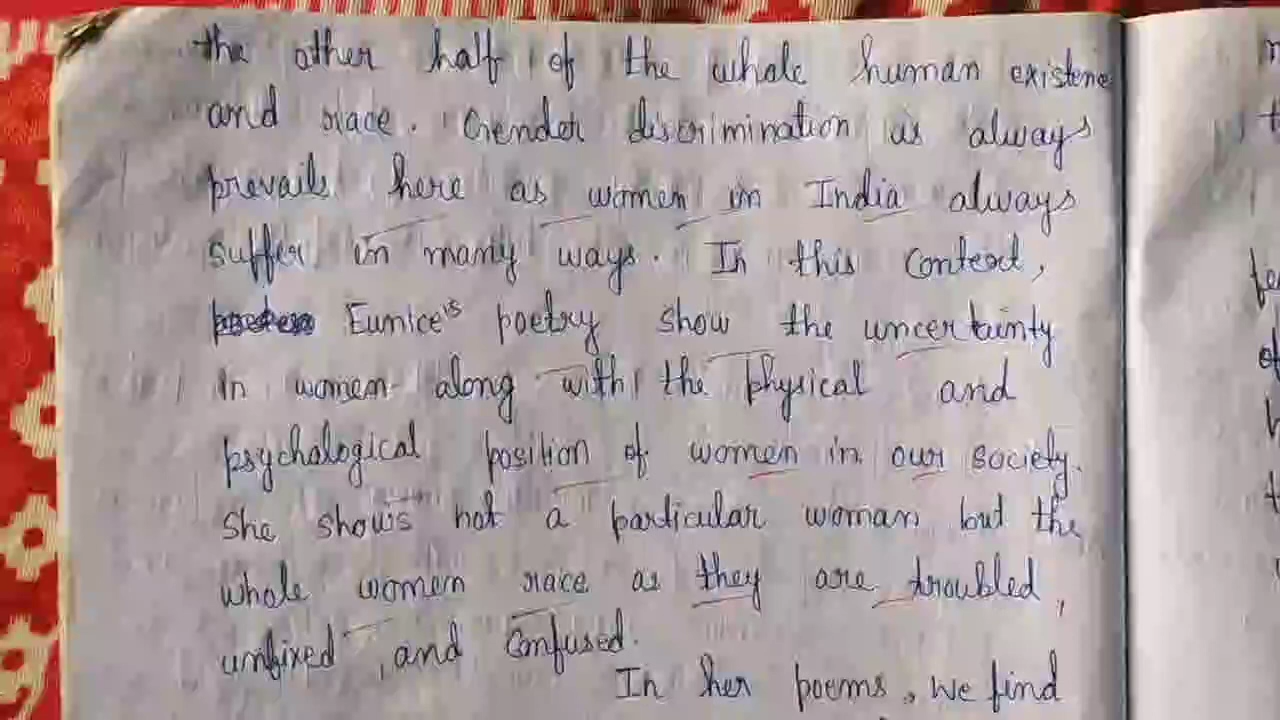 the other half of the whole human existenc
and race. Gender discrimination is always
prevails here as women in India always
suffer in many ways. In this context,
Eunice's poetry show the uncertainty
in women along with the physical and
psychological position of women in our society.
She shows not a particular woman but the
whole women race as they are troubled,
unfixed, and confused.
In her poems, we find